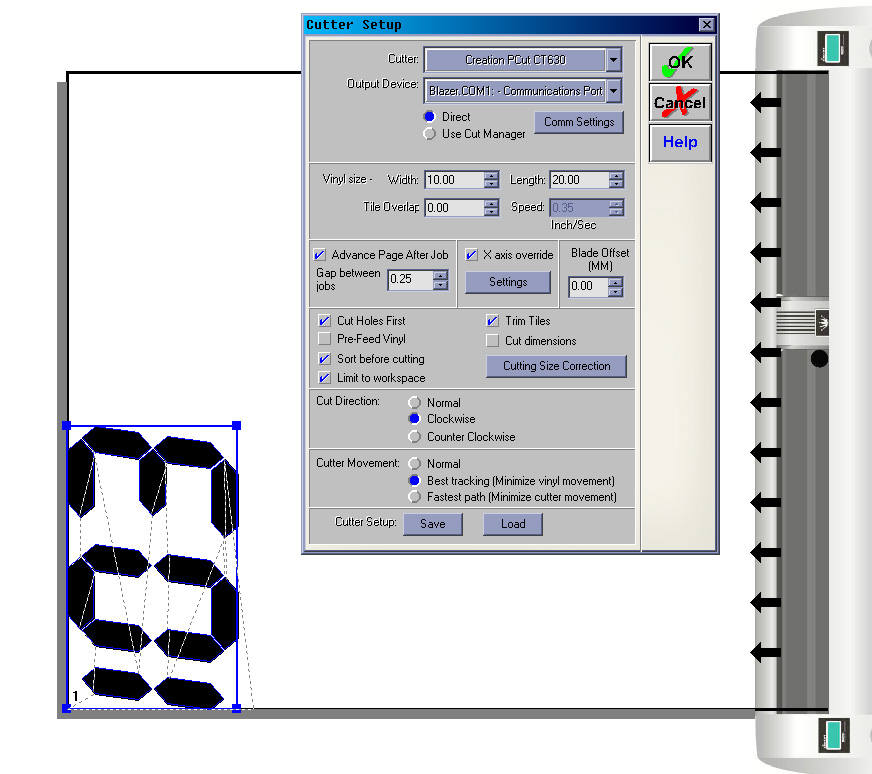 Cutter Setup
Cutter: Creation PCut CT630
Output Device: Blazer.COM1: - Communications Port
Direct
Use Cut Manager
Comm Settings
OK
Cancel
Help
Vinyl size - Width: 10.00 Length: 20.00
Tile Overlap: 0.00 Speed: 0.35
Inch/Sec
Advance Page After Job
Gap between jobs 0.25
X axis override
Settings
Blade Offset
(MM)
0.00
Cut Holes First
Pre-Feed Vinyl
Sort before cutting
Limit to workspace
Trim Tiles
Cut dimensions
Cutting Size Correction
Cut Direction: Normal
Clockwise
Counter Clockwise
Cutter Movement: Normal
Best tracking (Minimize vinyl movement)
Fastest path (Minimize cutter movement)
Cutter Setup: Save Load
1